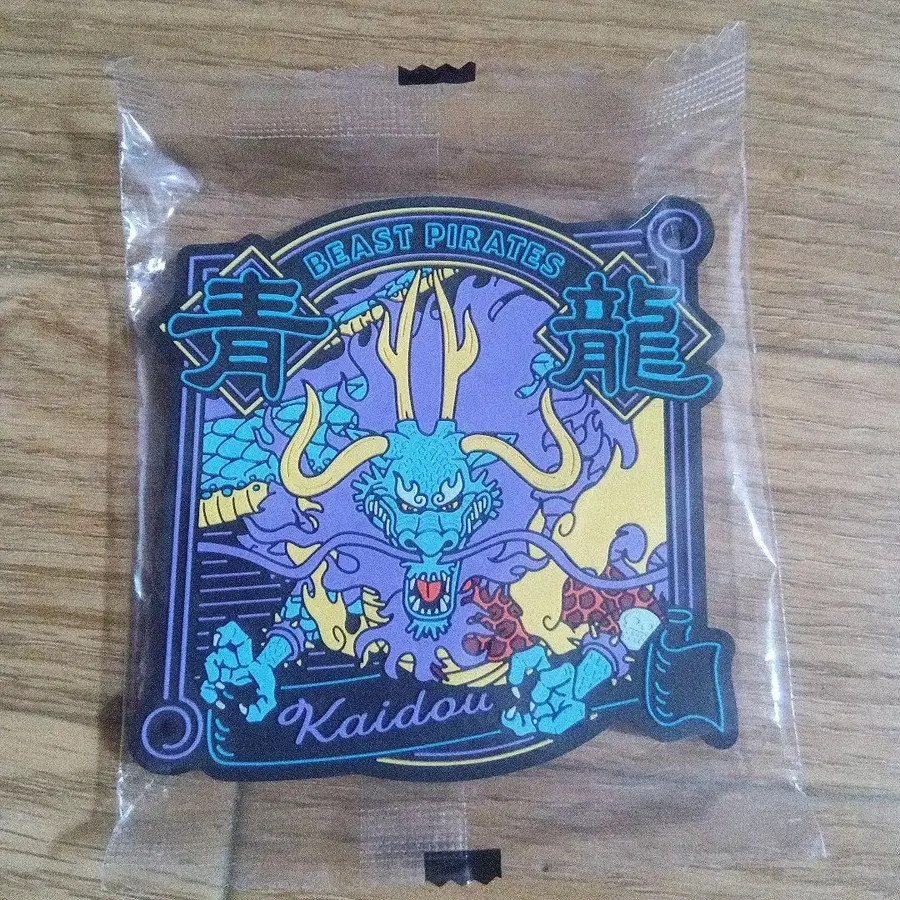 BEAST PIRATES
青龍
Kaidou